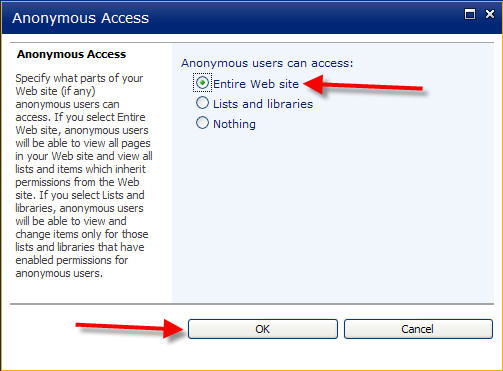 Anonymous Access
Anonymous Access
Specify what parts of your
Web site (if any)
anonymous users can
access. If you select Entire
Web site, anonymous users
will be able to view all pages
in your Web site and view all
lists and items which inherit
permissions from the Web
site. If you select Lists and
libraries, anonymous users
will be able to view and
change items only for those
lists and libraries that have
enabled permissions for
anonymous users.
Anonymous users can access:
Entire Web site
Lists and libraries
Nothing
OK
Cancel